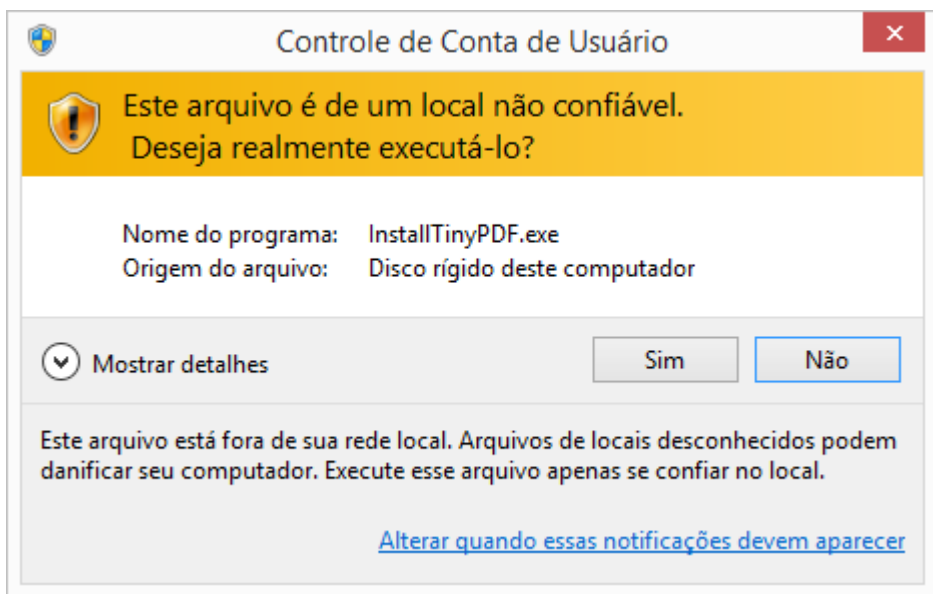 Controle de Conta de Usuário
Este arquivo é de um local não confiável.
Deseja realmente executá-lo?
Nome do programa: InstallTinyPDF.exe
Origem do arquivo: Disco rígido deste computador
Mostrar detalhes
Sim
Não
Este arquivo está fora de sua rede local. Arquivos de locais desconhecidos podem
danificar seu computador. Execute esse arquivo apenas se confiar no local.
Alterar quando essas notificações devem aparecer